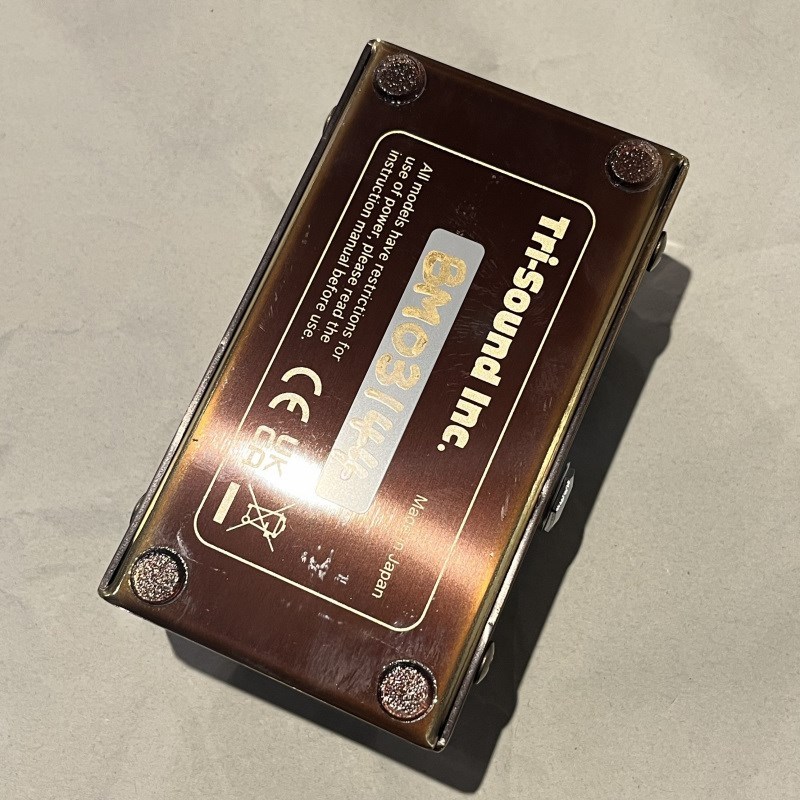 Tri-Sound Inc.
BM03144
Made in Japan
All models have restrictions for
use of power, please read the
instruction manual before use.
CE
UK
CA